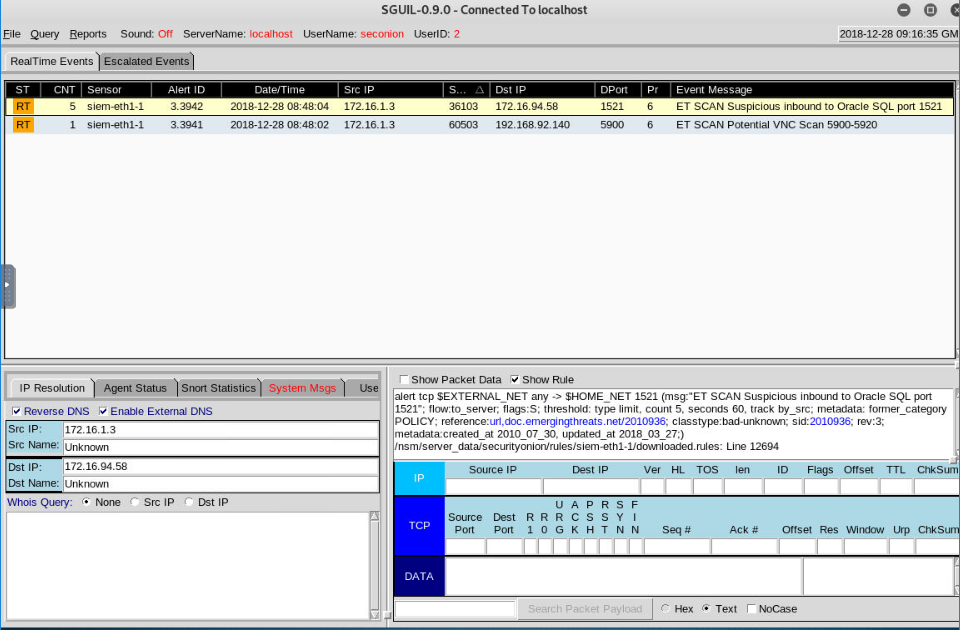 SGUIL-0.9.0 - Connected To localhost
File Query Reports Sound: Off ServerName: localhost UserName: seconion UserID: 2 2018-12-28 09:16:35 GM
RealTime Events Escalated Events
ST CNT Sensor Alert ID Date/Time Src IP S... △ Dst IP DPort Pr Event Message
RT 5 siem-eth1-1 3.3942 2018-12-28 08:48:04 172.16.1.3 36103 172.16.94.58 1521 6 ET SCAN Suspicious inbound to Oracle SQL port 1521
RT 1 siem-eth1-1 3.3941 2018-12-28 08:48:02 172.16.1.3 60503 192.168.92.140 5900 6 ET SCAN Potential VNC Scan 5900-5920
IP Resolution Agent Status Snort Statistics System Msgs Use
Reverse DNS Enable External DNS
Src IP: 172.16.1.3
Src Name: Unknown
Dst IP: 172.16.94.58
Dst Name: Unknown
Whois Query: None Src IP Dst IP
Show Packet Data Show Rule
alert tcp $EXTERNAL_NET any -> $HOME_NET 1521 (msg:"ET SCAN Suspicious inbound to Oracle SQL port
1521"; flow:to_server; flags:S; threshold: type limit, count 5, seconds 60, track by_src; metadata: former_category
POLICY; reference:url,doc.emergingthreats.net/2010936; classtype:bad-unknown; sid:2010936; rev:3;
metadata:created_at 2010_07_30, updated_at 2018_03_27;)
/nsm/server_data/securityonion/rules/siem-eth1-1/downloaded.rules: Line 12694
IP
Source IP Dest IP Ver HL TOS len ID Flags Offset TTL ChkSum
TCP
U A P R S F
Source Dest R R R C S S Y I
Port Port 1 0 G K H T N N Seq # Ack # Offset Res Window Urp ChkSum
DATA
Search Packet Payload Hex Text NoCase